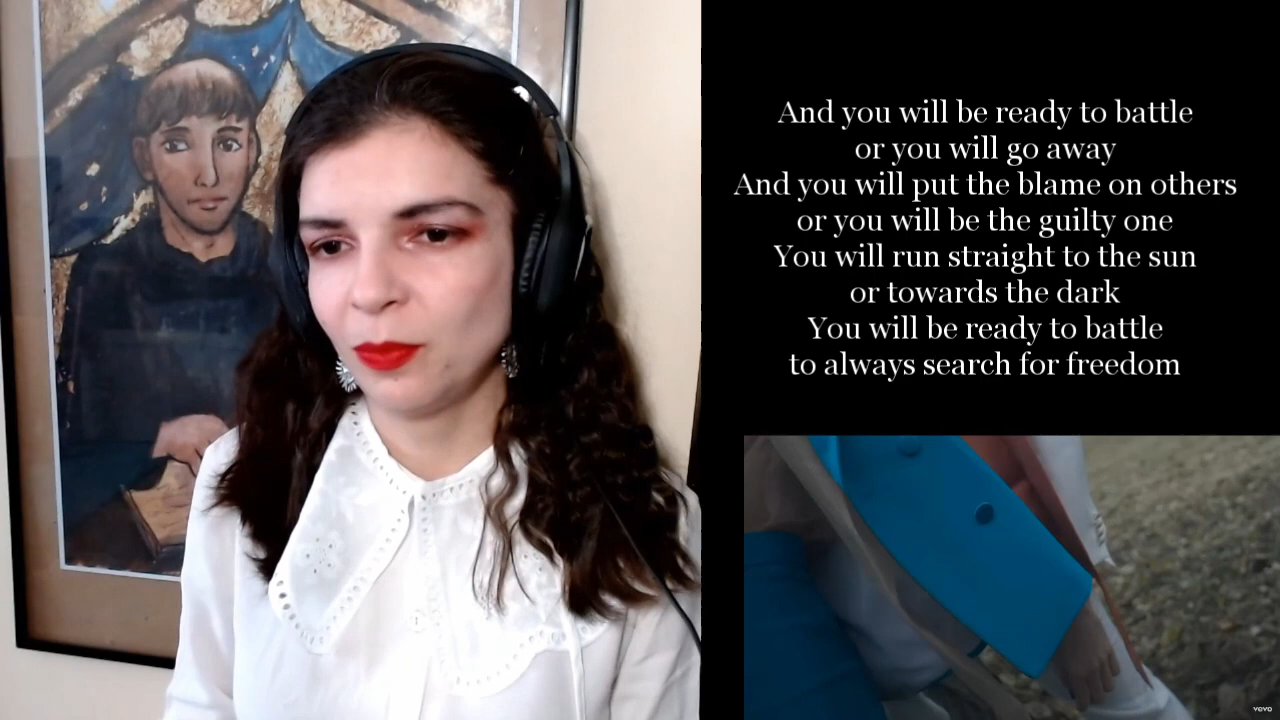 And you will be ready to battle
or you will go away
And you will put the blame on others
or you will be the guilty one
You will run straight to the sun
or towards the dark
You will be ready to battle
to always search for freedom
vevo